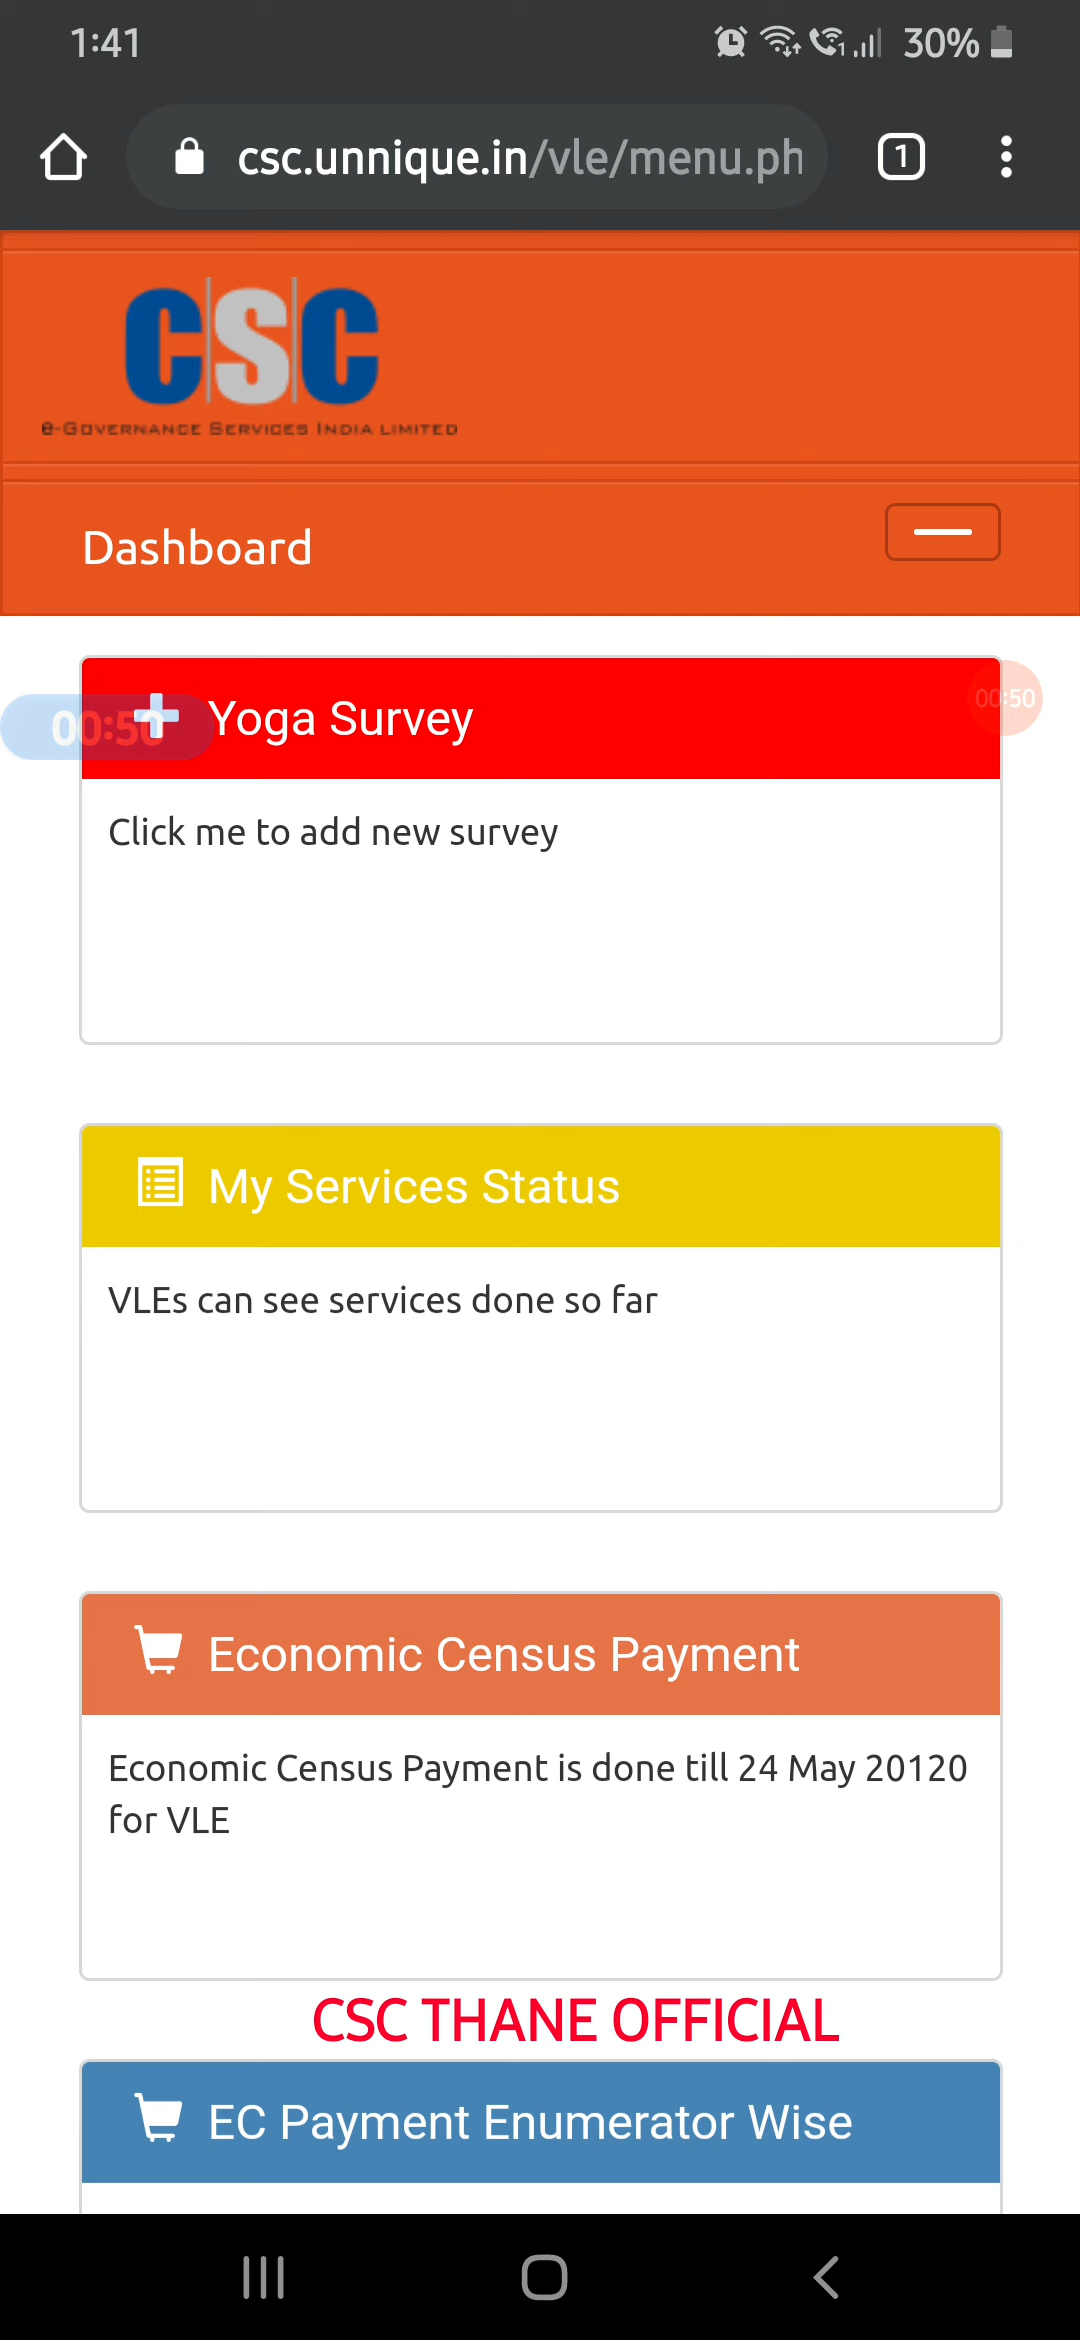 1:41
30%
csc.unnique.in/vle/menu.ph
1
CSC
e-Governance Services India Limited
Dashboard
00:50
Yoga Survey
00:50
Click me to add new survey
My Services Status
VLEs can see services done so far
Economic Census Payment
Economic Census Payment is done till 24 May 20120
for VLE
CSC THANE OFFICIAL
EC Payment Enumerator Wise